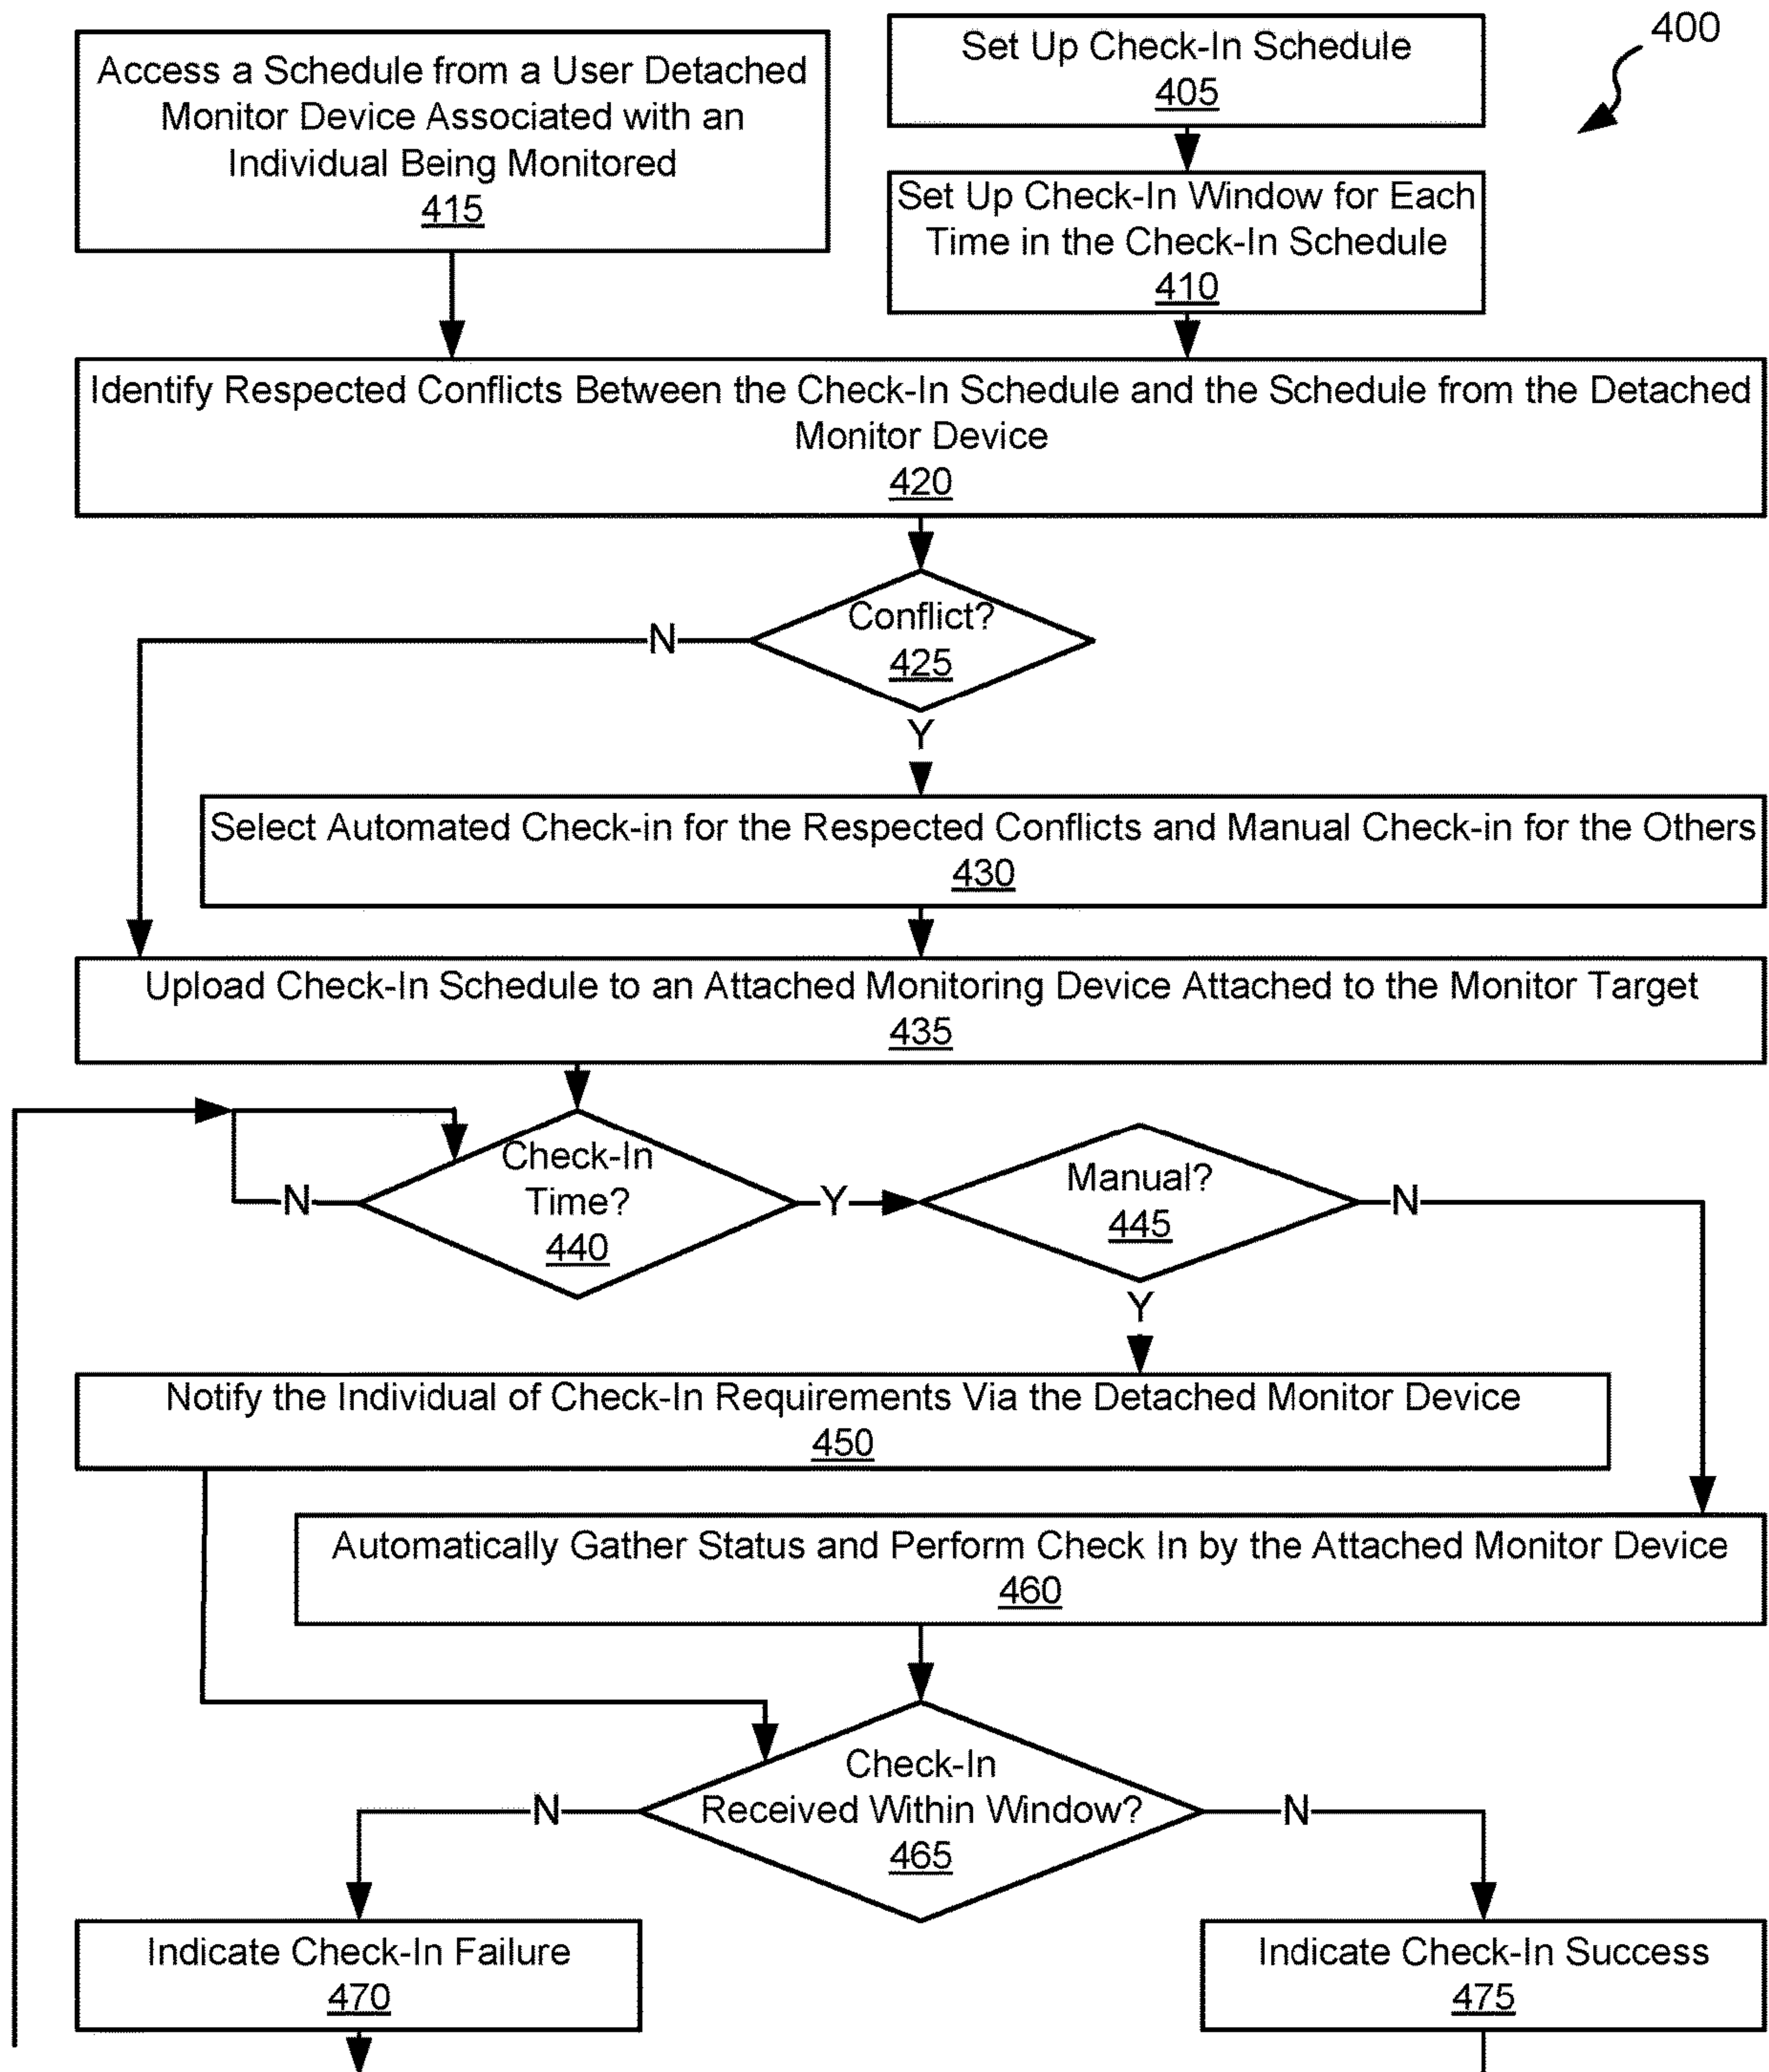 400
Access a Schedule from a User Detached
Monitor Device Associated with an
Individual Being Monitored
415
Set Up Check-In Schedule
405
Set Up Check-In Window for Each
Time in the Check-In Schedule
410
Identify Respected Conflicts Between the Check-In Schedule and the Schedule from the Detached
Monitor Device
420
Conflict?
425
N
Y
Select Automated Check-in for the Respected Conflicts and Manual Check-in for the Others
430
Upload Check-In Schedule to an Attached Monitoring Device Attached to the Monitor Target
435
Check-In
Time?
440
N
Y
Manual?
445
N
Y
Notify the Individual of Check-In Requirements Via the Detached Monitor Device
450
Automatically Gather Status and Perform Check In by the Attached Monitor Device
460
Check-In
Received Within Window?
465
N
N
Indicate Check-In Failure
470
Indicate Check-In Success
475